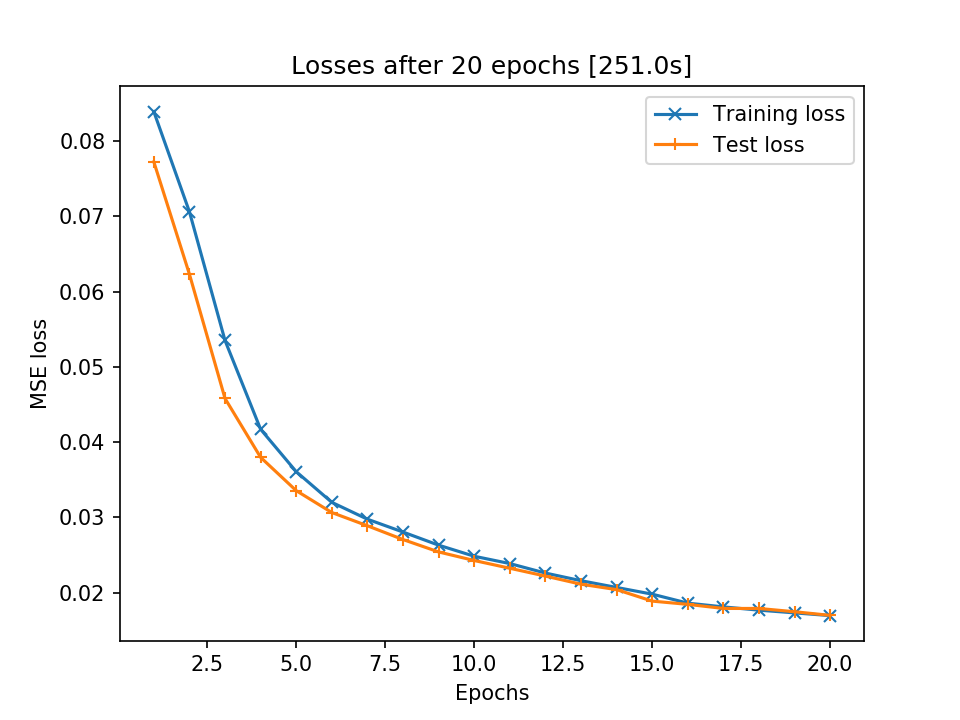 Losses after 20 epochs [251.0s]
Training loss
Test loss
0.08
0.07
0.06
0.05
0.04
0.03
0.02
MSE loss
2.5 5.0 7.5 10.0 12.5 15.0 17.5 20.0
Epochs